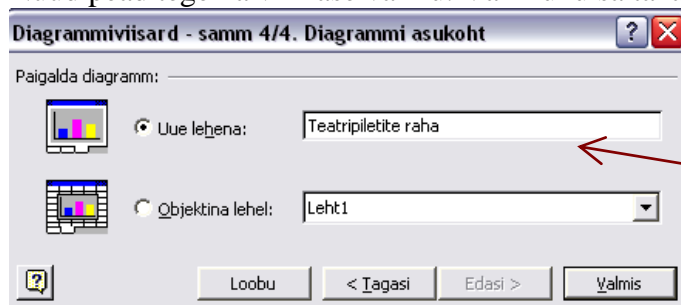 Diagrammiviisard - samm 4/4. Diagrammi asukoht
Paigalda diagramm:
Uue lehena: Teatripiletite raha
Objektina lehel: Leht1
Loobu < Tagasi Edasi > Valmis